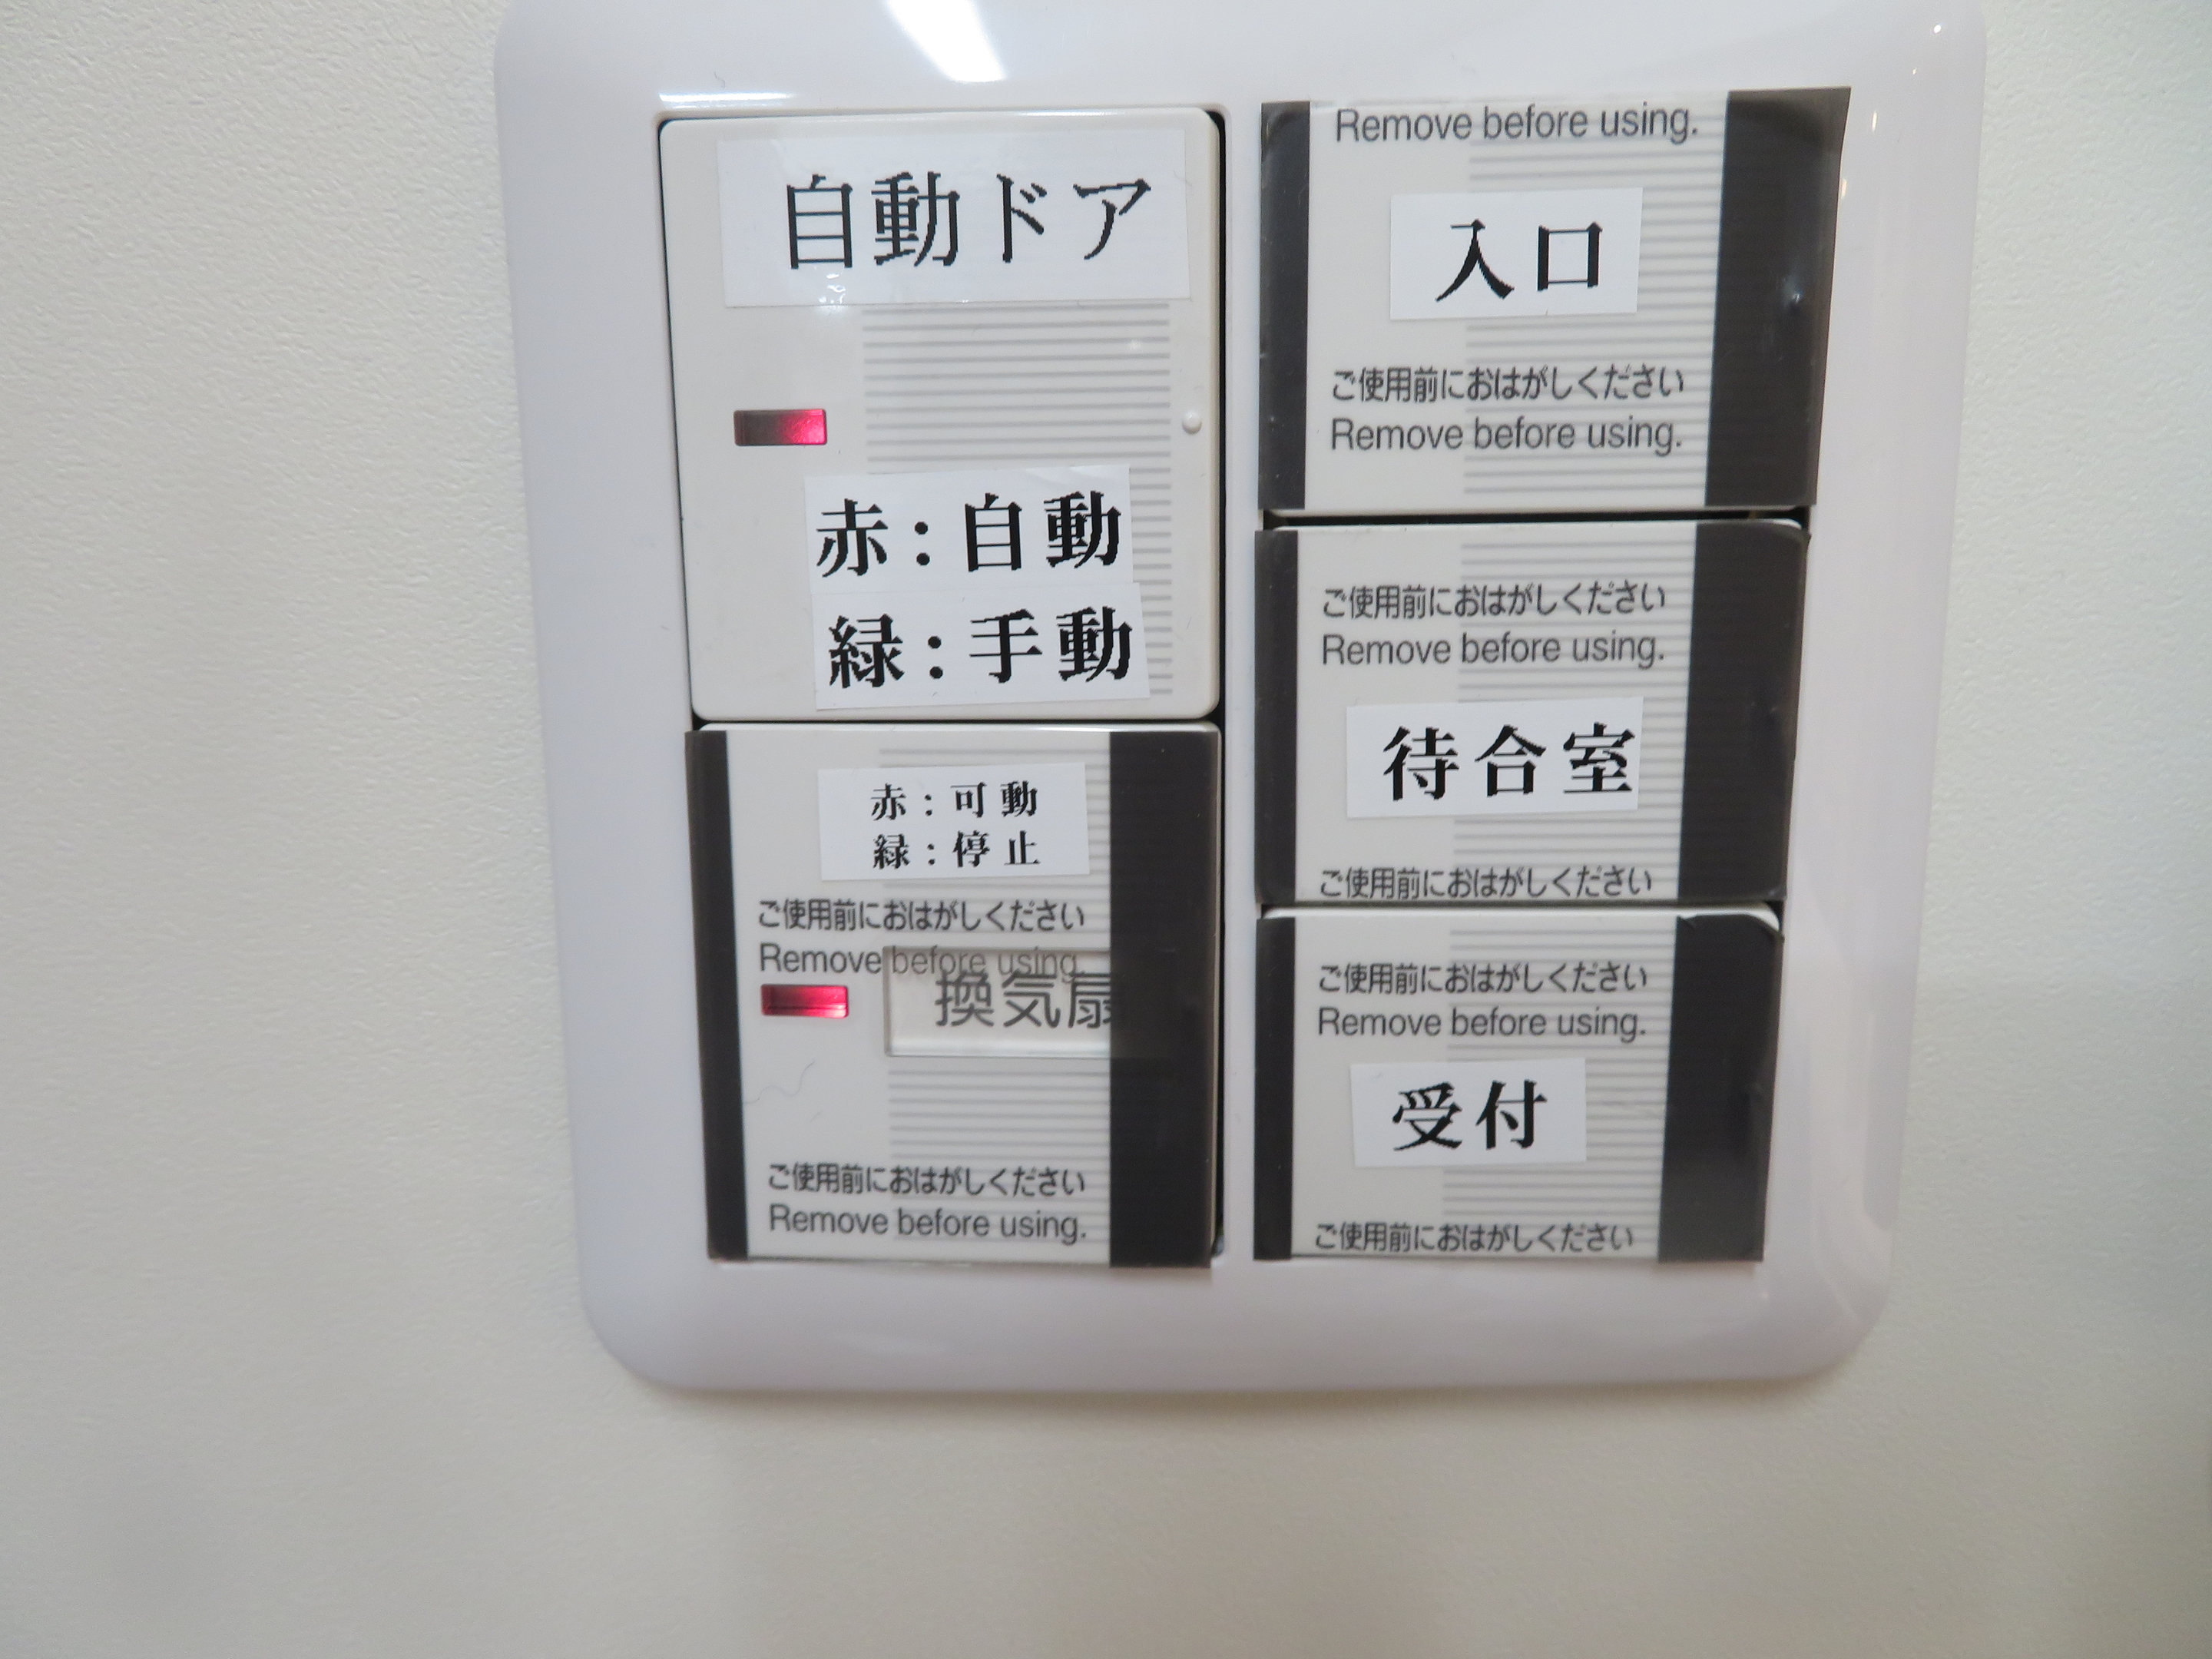 自動ドア
赤:自動
緑:手動
赤:可動
緑:停止
ご使用前におはがしください
Remove before using.
換気扇
ご使用前におはがしください
Remove before using.
Remove before using.
入口
ご使用前におはがしください
Remove before using.
ご使用前におはがしください
Remove before using.
待合室
ご使用前におはがしください
ご使用前におはがしください
Remove before using.
受付
ご使用前におはがしください